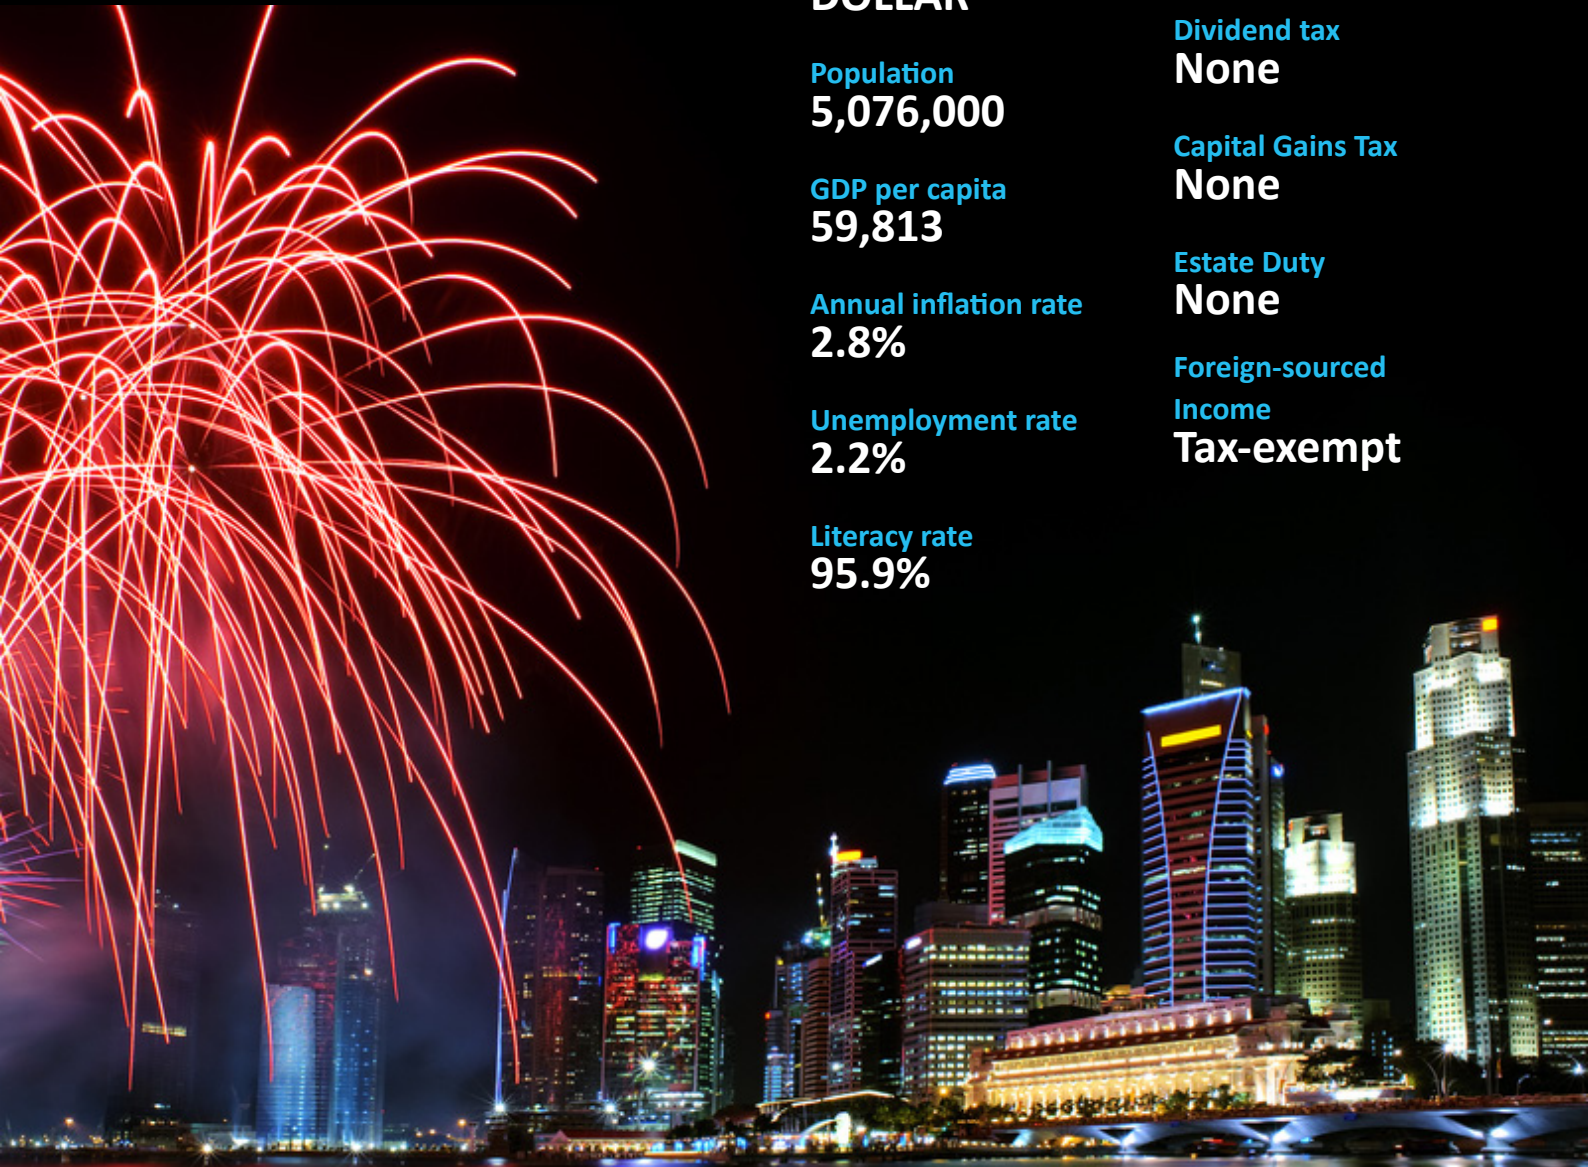 DOLLAR
Population
5,076,000
GDP per capita
59,813
Annual inflation rate
2.8%
Unemployment rate
2.2%
Literacy rate
95.9%
Dividend tax
None
Capital Gains Tax
None
Estate Duty
None
Foreign-sourced
Income
Tax-exempt